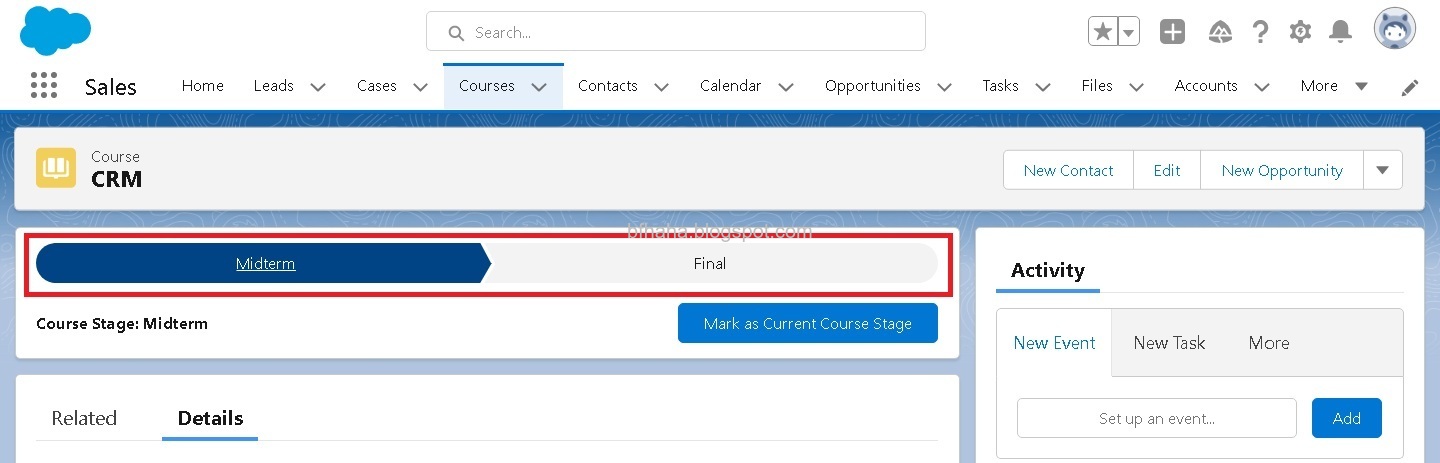 Search...
Sales Home Leads Cases Courses Contacts Calendar Opportunities Tasks Files Accounts More
Course
CRM
New Contact Edit New Opportunity
bfhana.blogspot.com
Midterm Final
Course Stage: Midterm
Mark as Current Course Stage
Related Details
Activity
New Event New Task More
Set up an event... Add